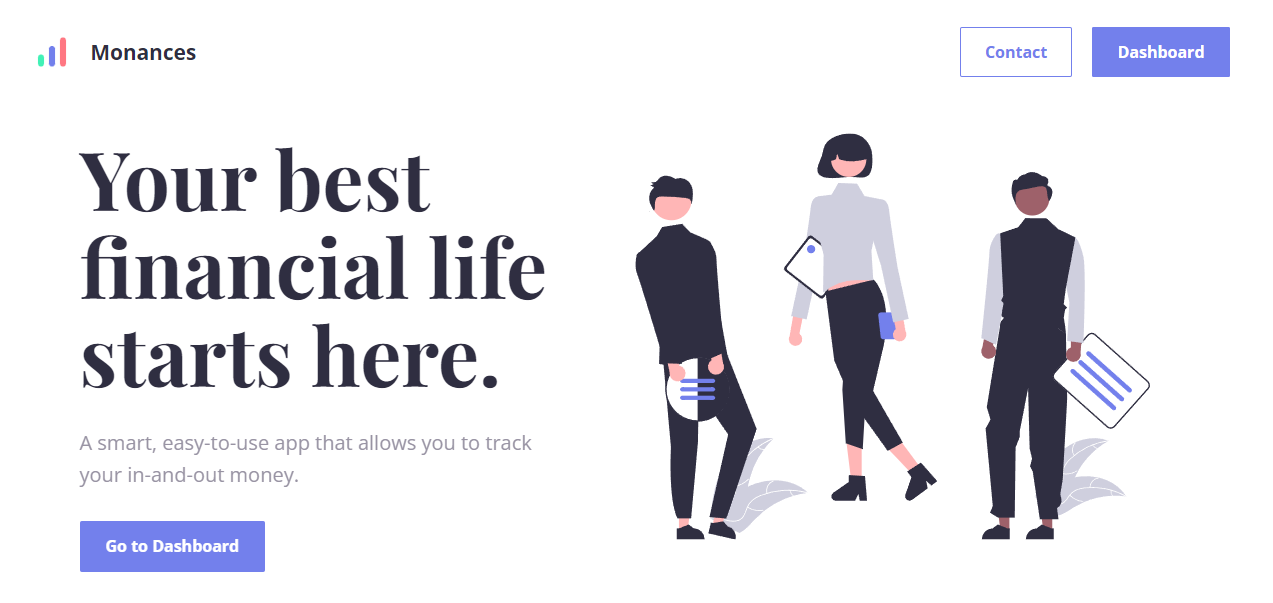 Monances
Contact
Dashboard
Your best
financial life
starts here.
A smart, easy-to-use app that allows you to track
your in-and-out money.
Go to Dashboard